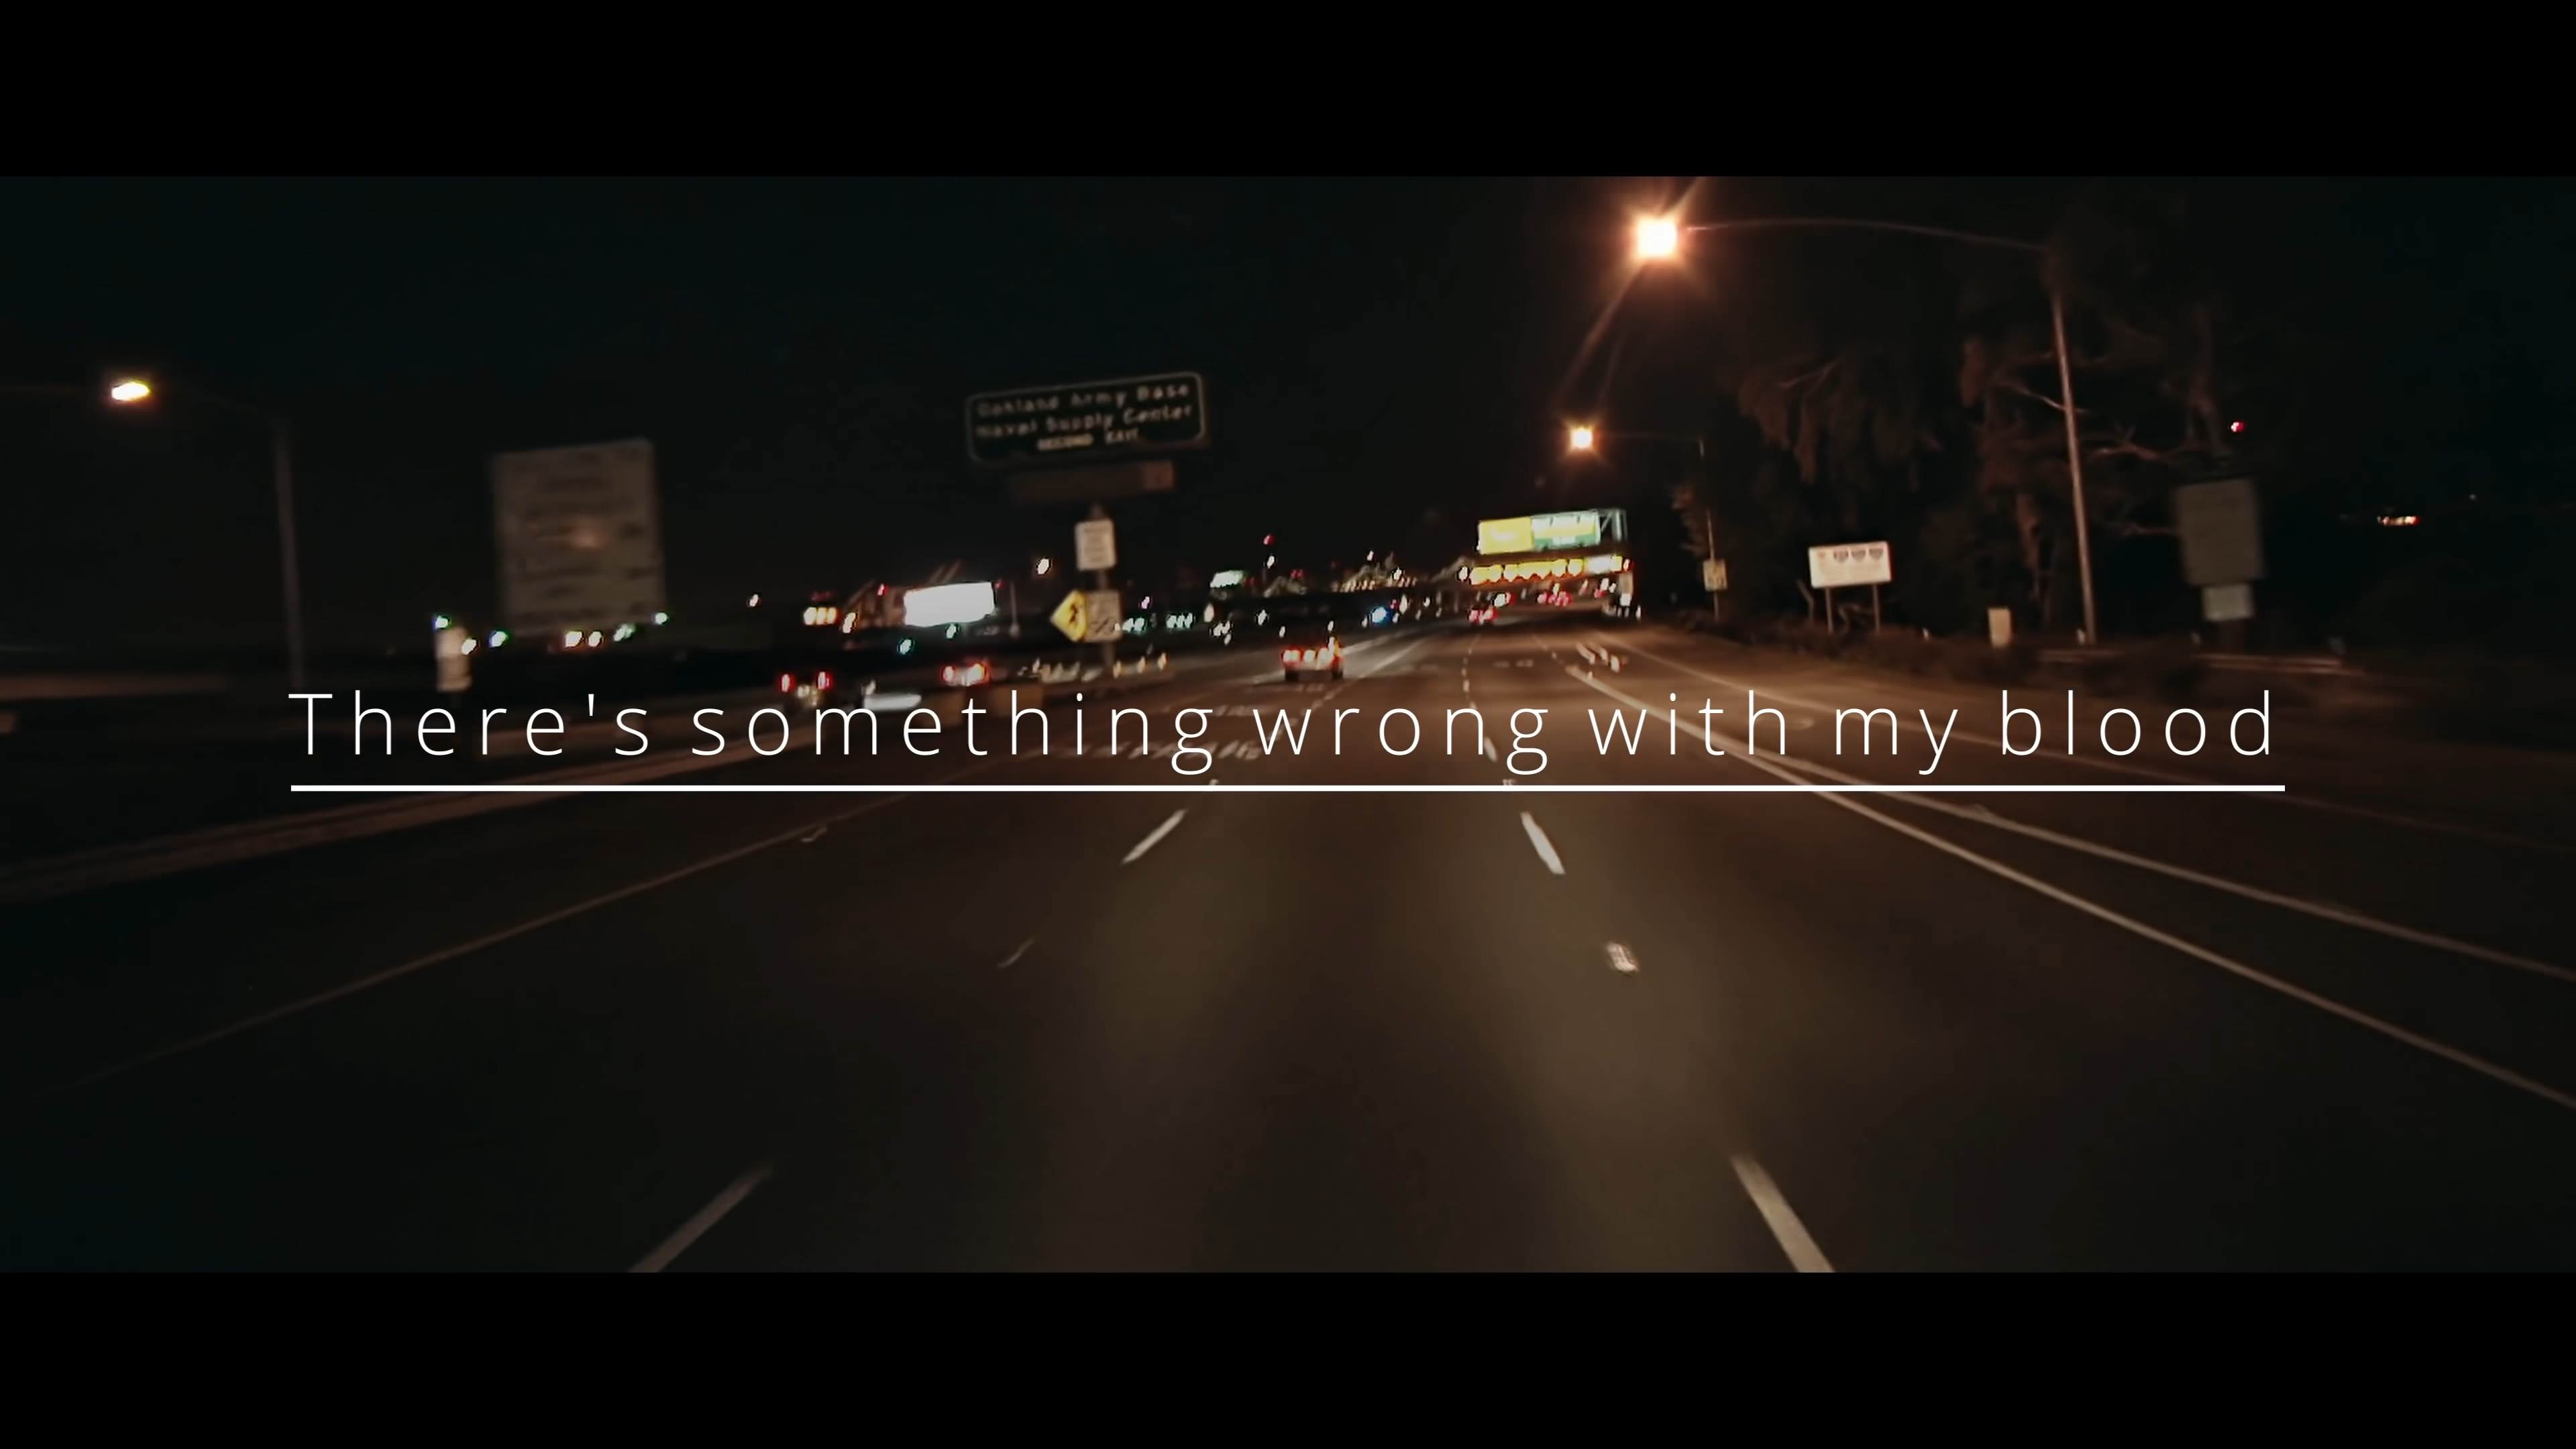 Oakland Army Base
Naval Supply Center
SECOND EXIT
There's something wrong with my blood